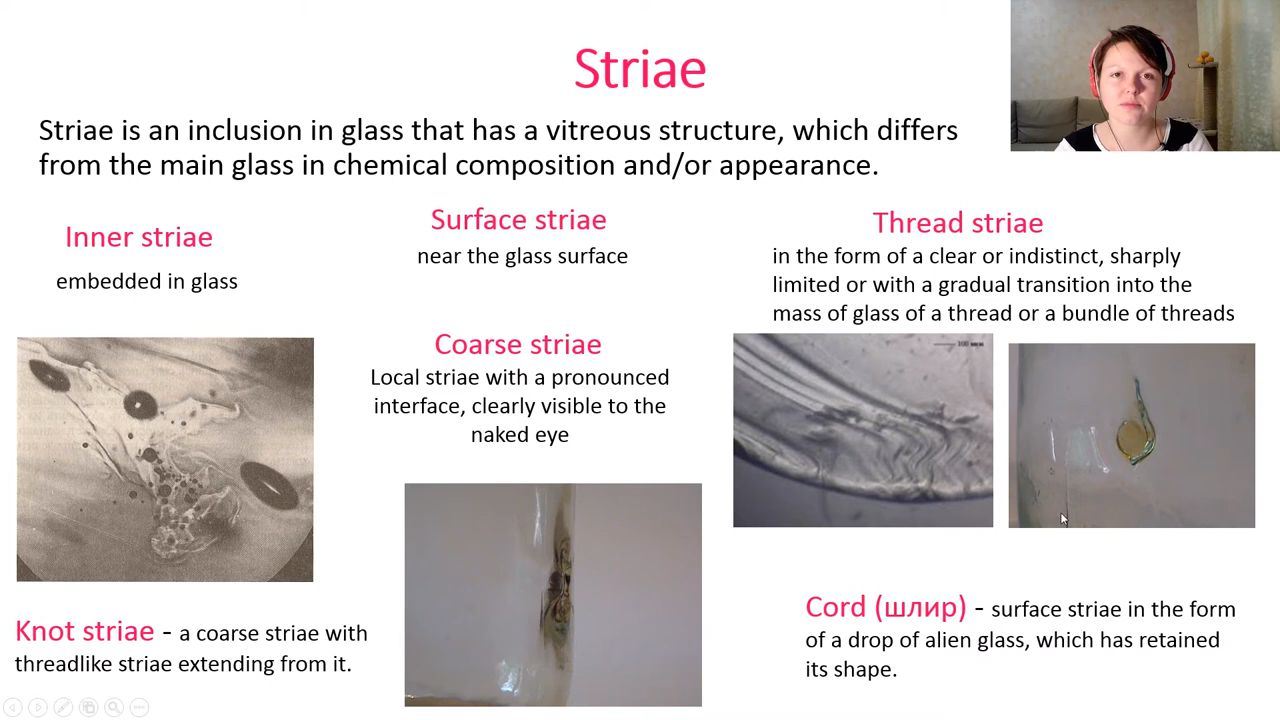 Striae
Striae is an inclusion in glass that has a vitreous structure, which differs
from the main glass in chemical composition and/or appearance.
Inner striae
embedded in glass
Surface striae
near the glass surface
Thread striae
in the form of a clear or indistinct, sharply
limited or with a gradual transition into the
mass of glass of a thread or a bundle of threads
Coarse striae
Local striae with a pronounced
interface, clearly visible to the
naked eye
100 мкм
Knot striae - a coarse striae with
threadlike striae extending from it.
Cord (шлир) - surface striae in the form
of a drop of alien glass, which has retained
its shape.